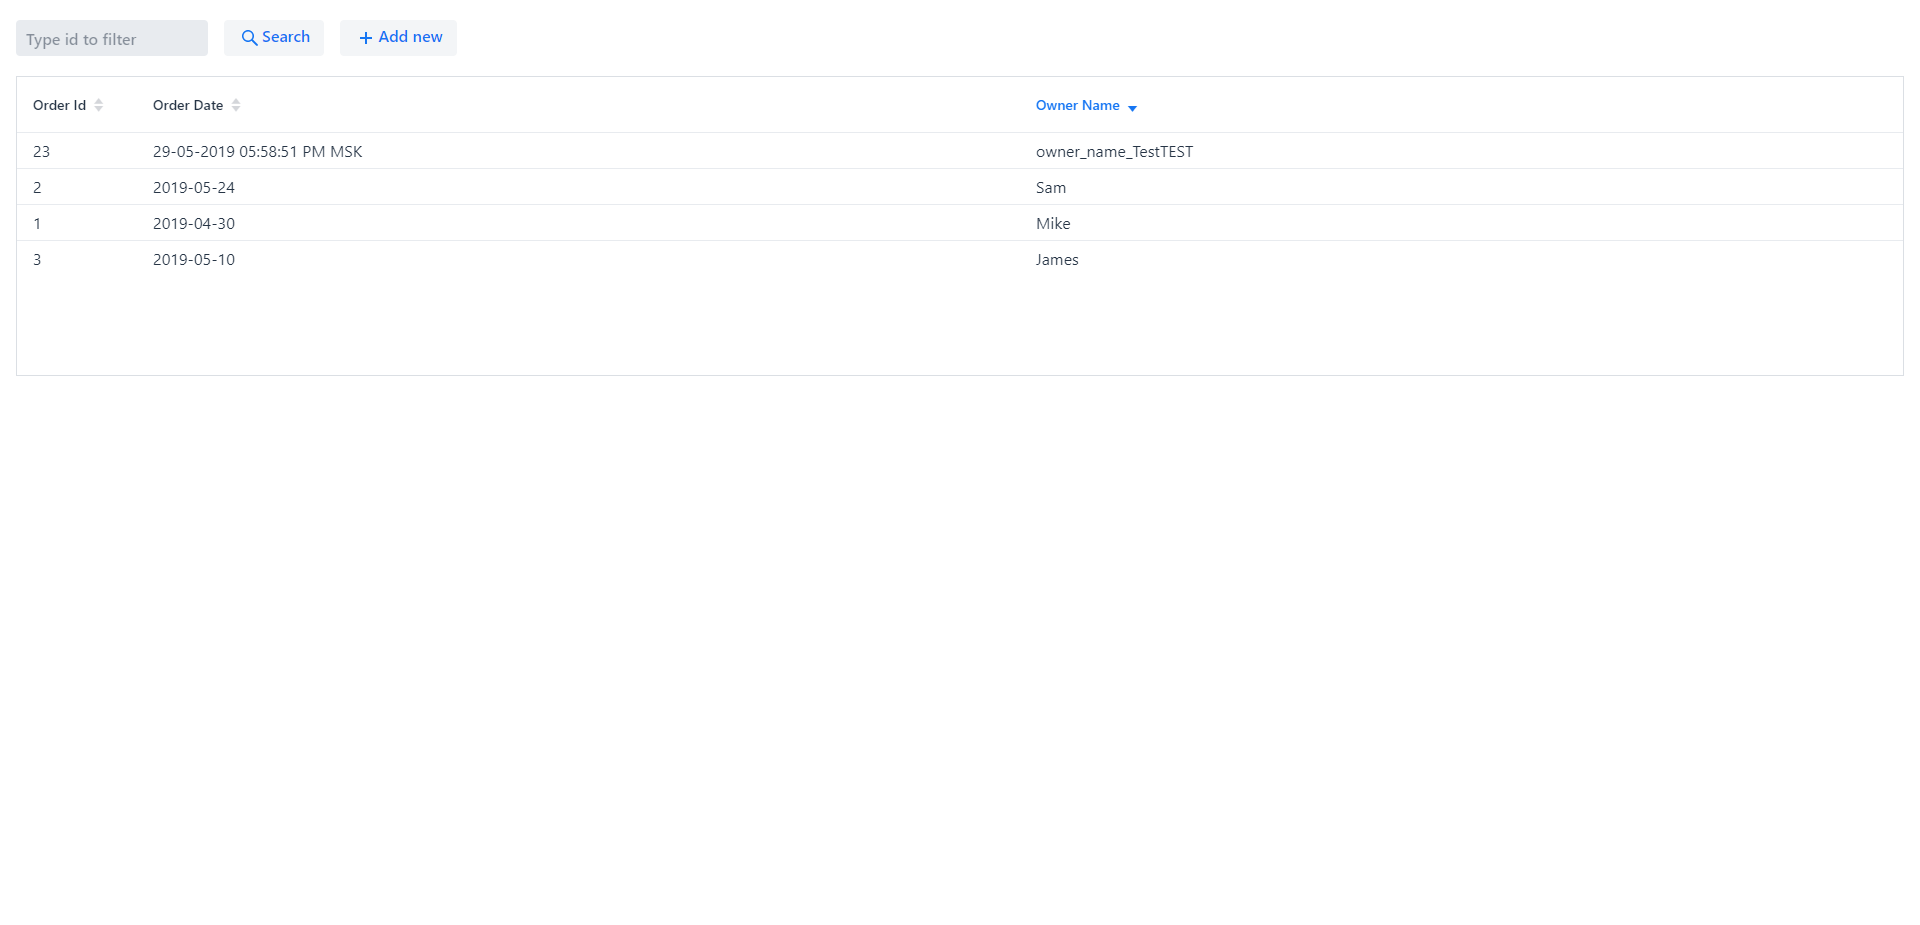 Type id to filter Search Add new
Order Id Order Date Owner Name
23 29-05-2019 05:58:51 PM MSK owner_name_TestTEST
2 2019-05-24 Sam
1 2019-04-30 Mike
3 2019-05-10 James